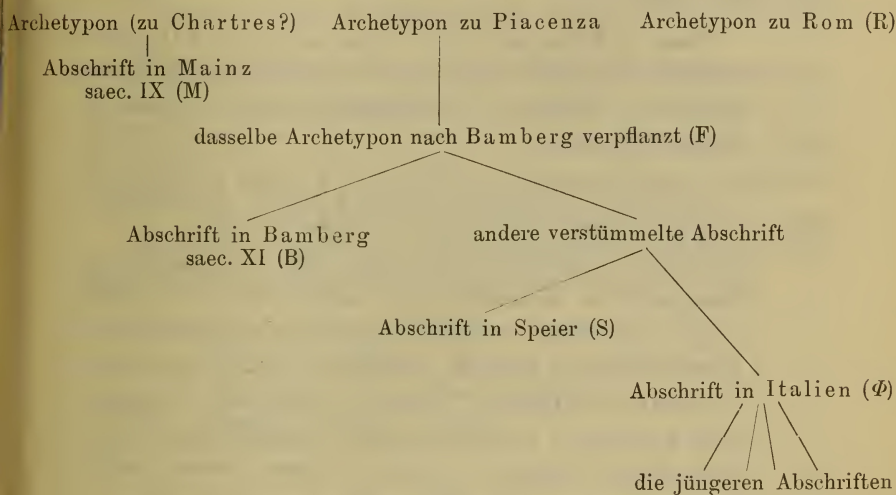 Archetypon (zu Chartres?) Archetypon zu Piacenza Archetypon zu Rom (R)
Abschrift in Mainz
saec. IX (M)
dasselbe Archetypon nach Bamberg verpflanzt (F)
Abschrift in Bamberg andere verstümmelte Abschrift
saec. XI (B)
Abschrift in Speier (S)
Abschrift in Italien (Φ)
die jüngeren Abschriften